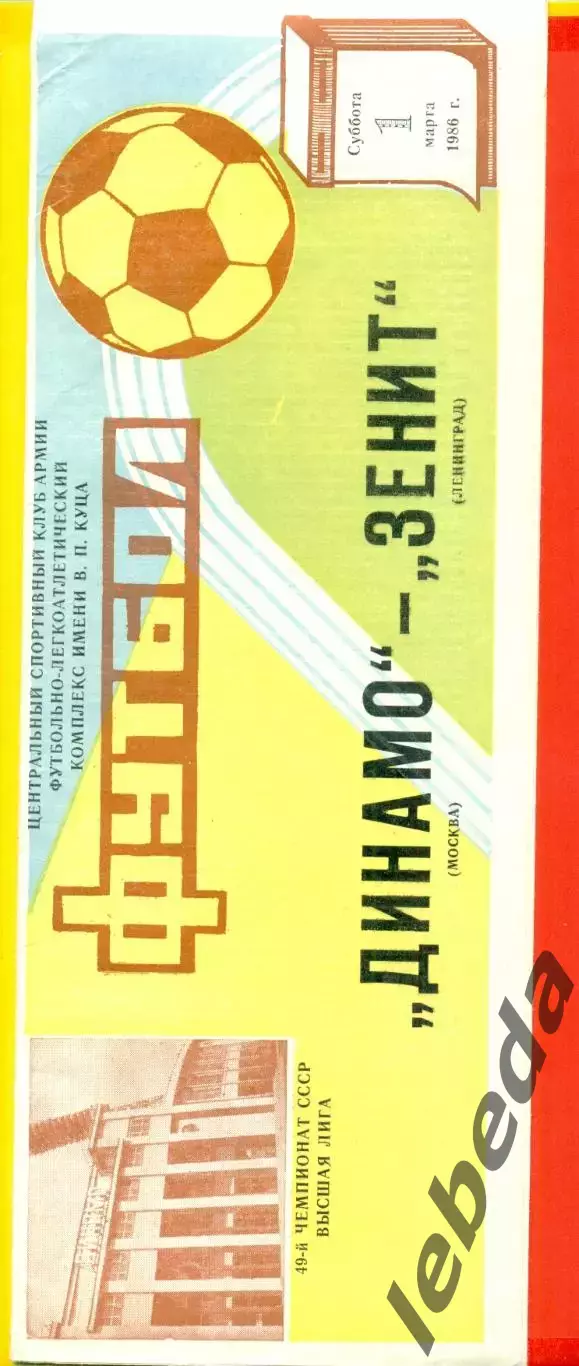 ЦЕНТРАЛЬНЫЙ СПОРТИВНЫЙ КЛУБ АРМИИ
ФУТБОЛЬНО-ЛЕГКОАТЛЕТИЧЕСКИЙ
КОМПЛЕКС ИМЕНИ В. П. КУЦА
ФУТБОЛ
Суббота
1
марта
1986 г.
„ДИНАМО“ — „ЗЕНИТ“
(МОСКВА)
(ЛЕНИНГРАД)
49-й ЧЕМПИОНАТ СССР
ВЫСШАЯ ЛИГА
lebeda